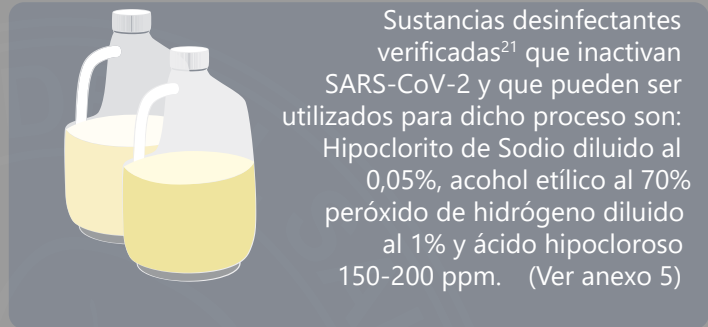 Sustancias desinfectantes
verificadas²¹ que inactivan
SARS-CoV-2 y que pueden ser
utilizados para dicho proceso son:
Hipoclorito de Sodio diluido al
0,05%, acohol etílico al 70%
peróxido de hidrógeno diluido
al 1% y ácido hipocloroso
150-200 ppm. (Ver anexo 5)